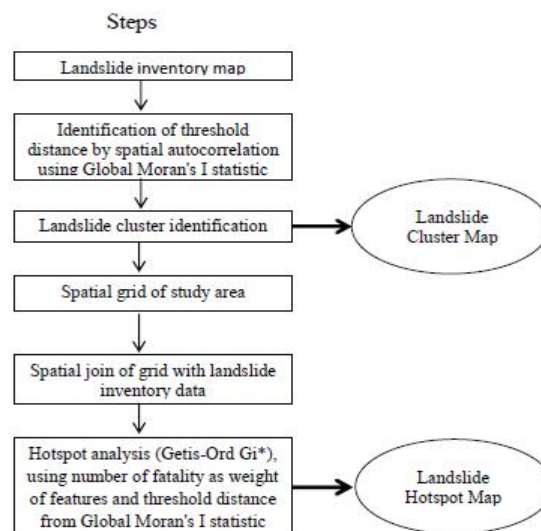 Steps
Landslide inventory map
Identification of threshold
distance by spatial autocorrelation
using Global Moran's I statistic
Landslide cluster identification
Landslide
Cluster Map
Spatial grid of study area
Spatial join of grid with landslide
inventory data
Hotspot analysis (Getis-Ord Gi*),
using number of fatality as weight
of features and threshold distance
from Global Moran's I statistic
Landslide
Hotspot Map